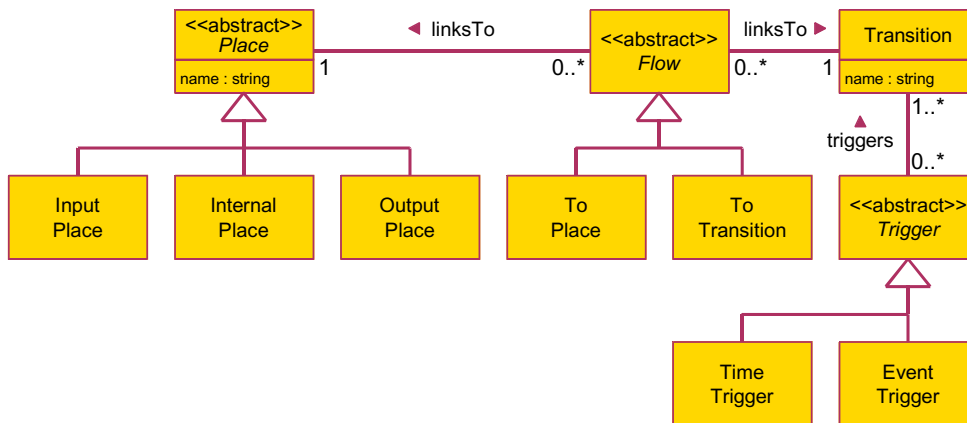 <<abstract>>
Place
name : string
◄ linksTo
1
0..*
<<abstract>>
Flow
linksTo ►
0..*
1
Transition
name : string
1..*
▲
triggers
0..*
Input
Place
Internal
Place
Output
Place
To
Place
To
Transition
<<abstract>>
Trigger
Time
Trigger
Event
Trigger